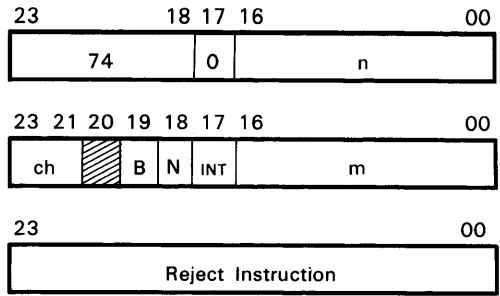 23 18 17 16 00
74 0 n
23 21 20 19 18 17 16 00
ch B N INT m
23 00
Reject Instruction